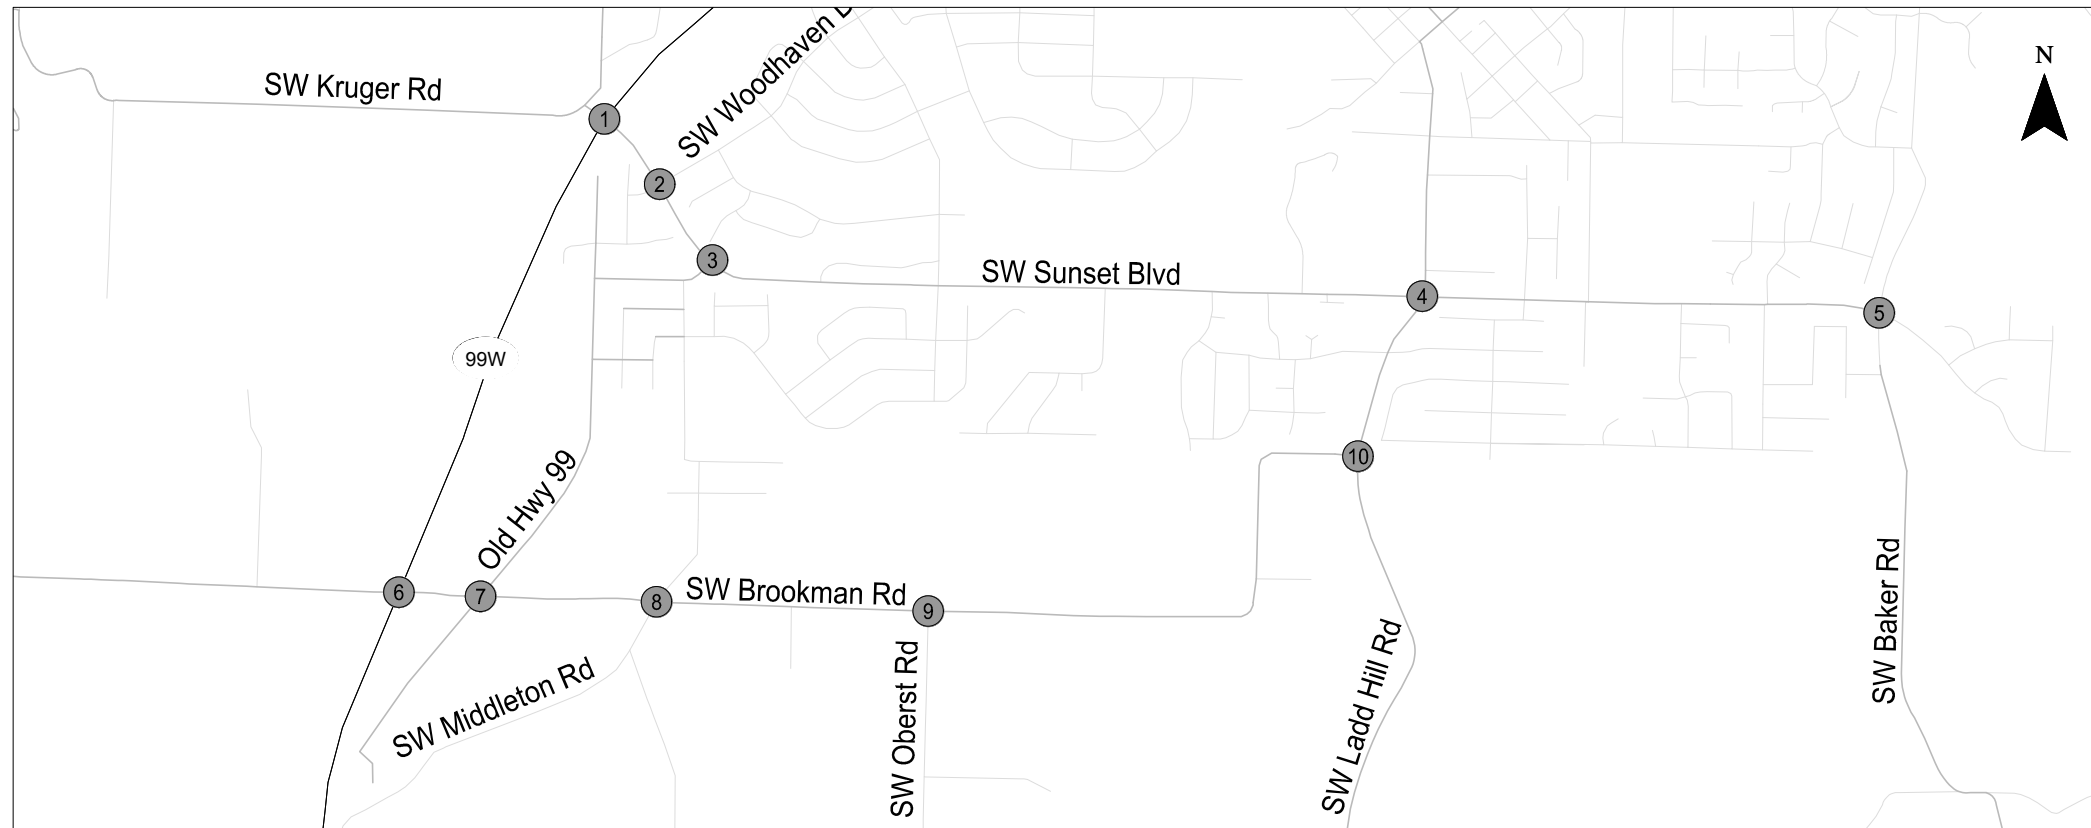 SW Kruger Rd
SW Woodhaven D
N
1
2
3
SW Sunset Blvd
4
5
99W
Old Hwy 99
10
6
7
8
SW Brookman Rd
9
SW Middleton Rd
SW Oberst Rd
SW Ladd Hill Rd
SW Baker Rd